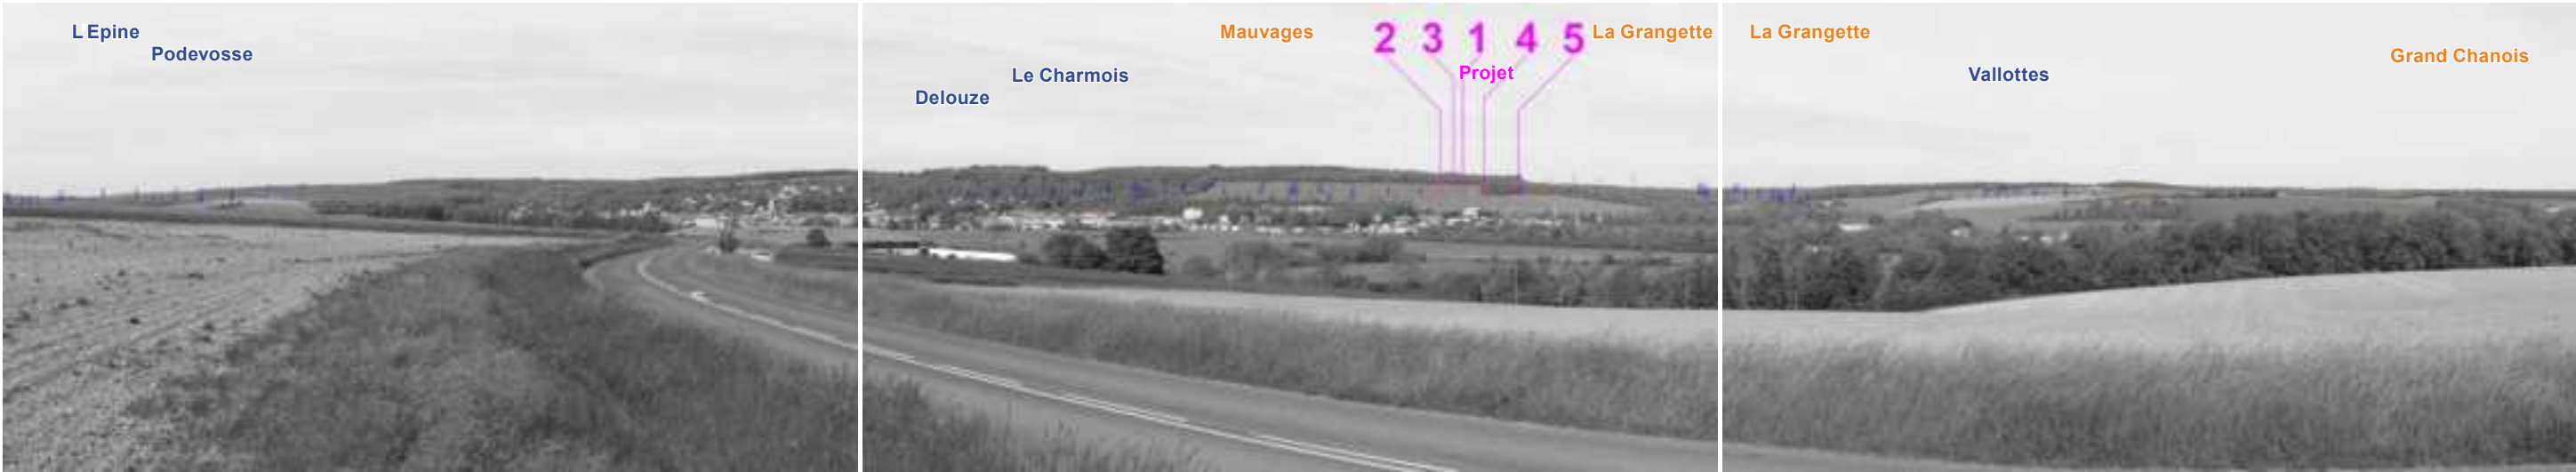 L Epine
Podevosse
Delouze
Le Charmois
Mauvages
2 3 1 4 5
Projet
La Grangette
La Grangette
Vallottes
Grand Chanois